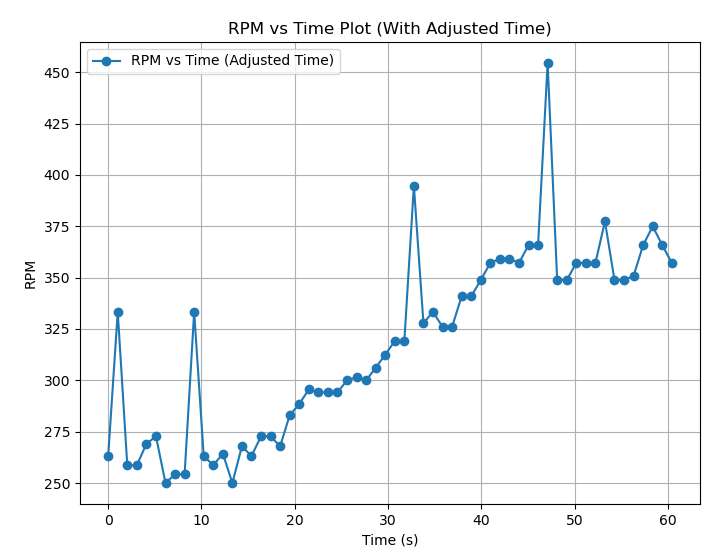 RPM vs Time Plot (With Adjusted Time)
RPM vs Time (Adjusted Time)
450
425
400
375
350
325
300
275
250
RPM
0 10 20 30 40 50 60
Time (s)